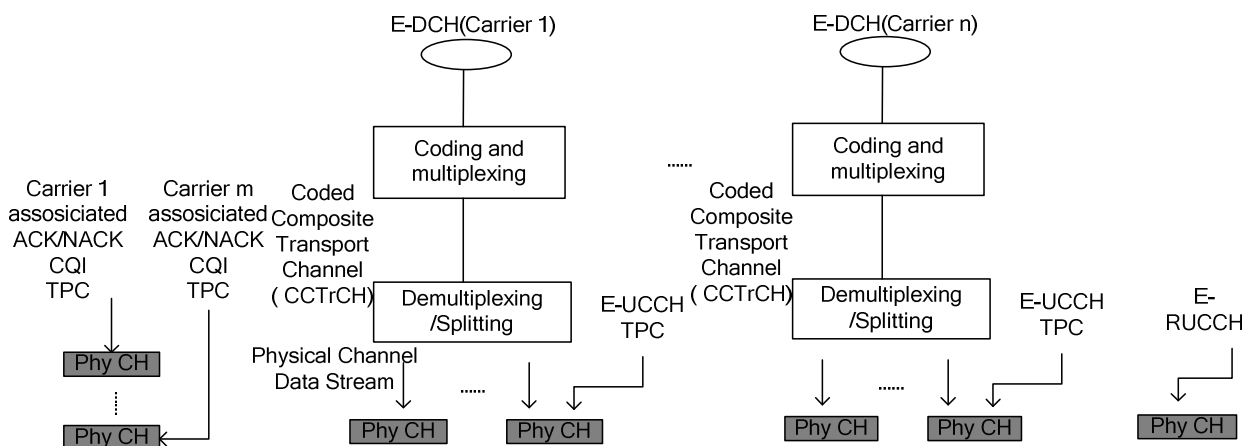 E-DCH(Carrier 1)
E-DCH(Carrier n)
Coding and
multiplexing
......
Coding and
multiplexing
Carrier 1
assosiciated
ACK/NACK
CQI
TPC
Carrier m
assosiciated
ACK/NACK
CQI
TPC
Coded
Composite
Transport
Channel
( CCTrCH)
Coded
Composite
Transport
Channel
( CCTrCH)
Demultiplexing
/Splitting
E-UCCH
TPC
Demultiplexing
/Splitting
E-UCCH
TPC
E-
RUCCH
Physical Channel
Data Stream
......
......
Phy CH
Phy CH
Phy CH
Phy CH
Phy CH
Phy CH
Phy CH